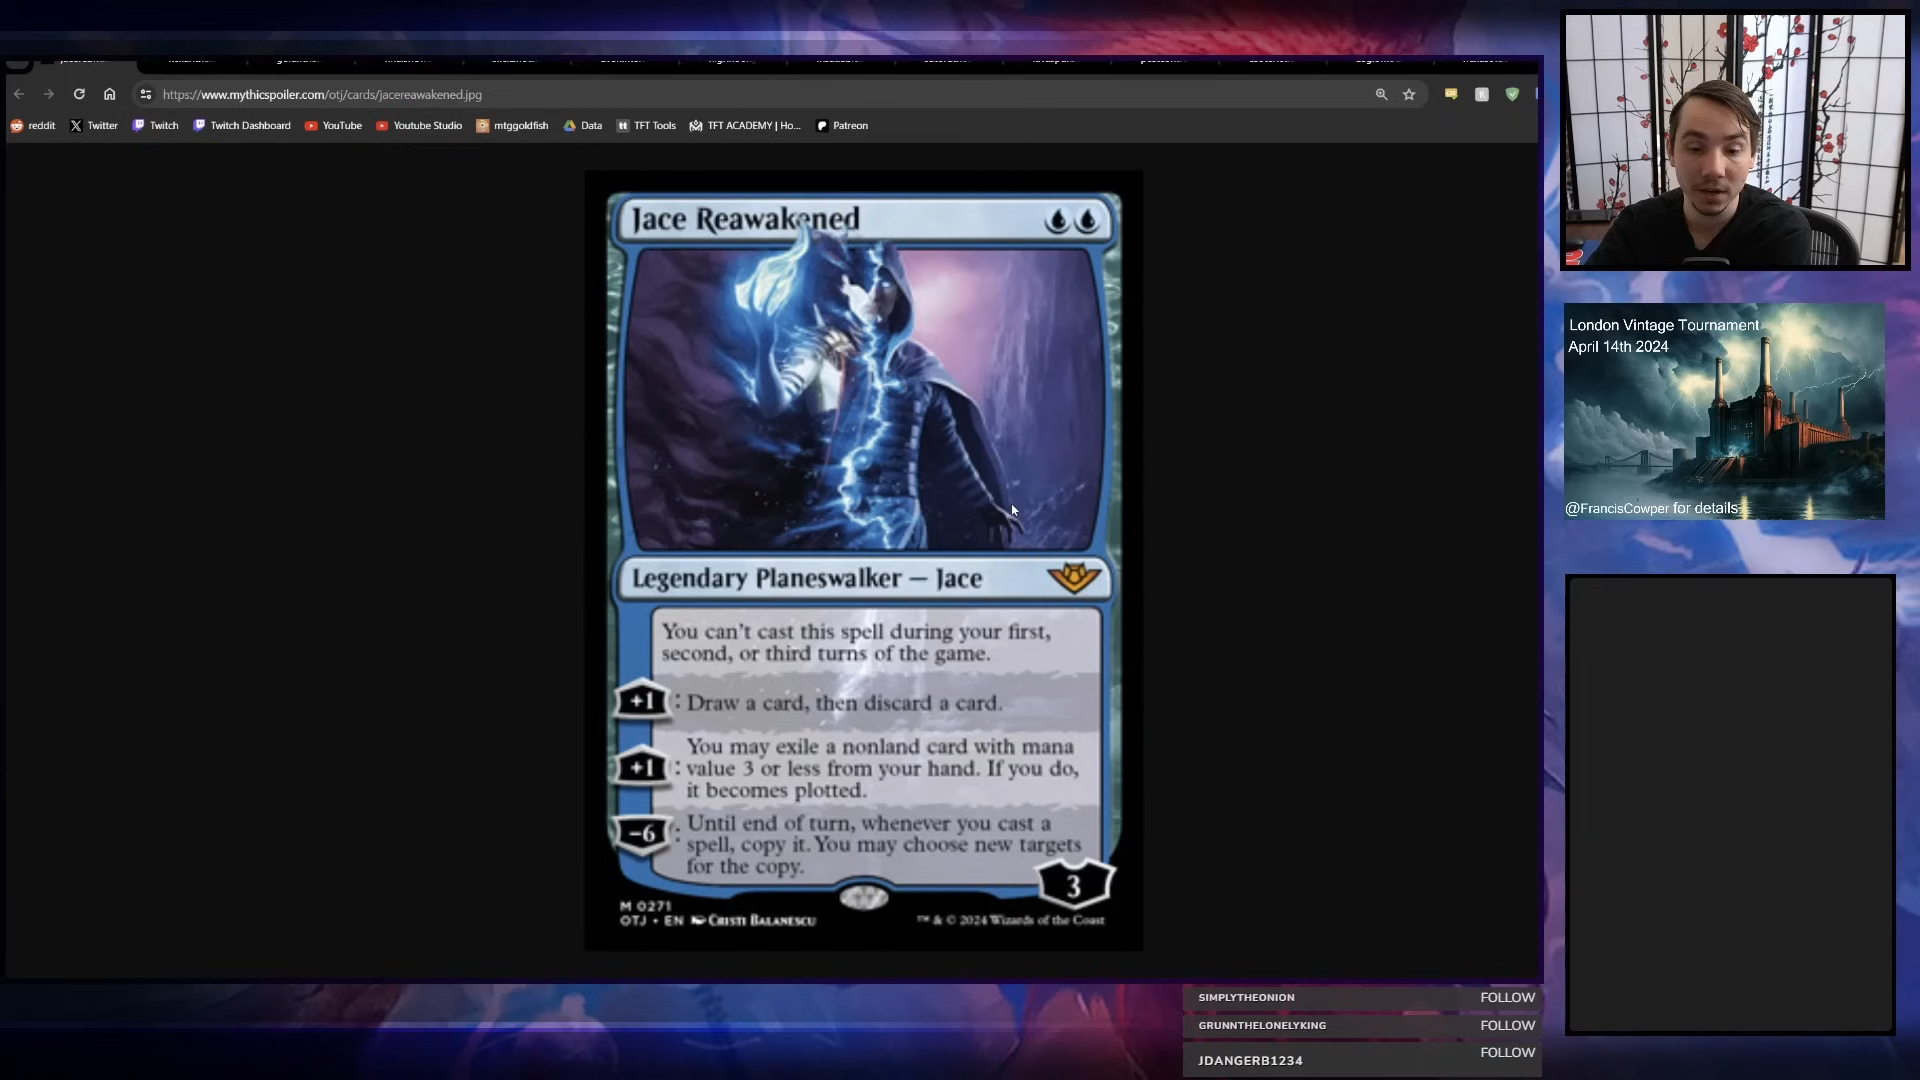 https://www.mythicspoiler.com/otj/cards/jacereawakened.jpg
reddit Twitter Twitch Twitch Dashboard YouTube Youtube Studio mtggoldfish Data TFT Tools TFT ACADEMY | Ho... Patreon
Jace Reawakened
Legendary Planeswalker — Jace
You can't cast this spell during your first,
second, or third turns of the game.
+1 : Draw a card, then discard a card.
You may exile a nonland card with mana
+1 : value 3 or less from your hand. If you do,
it becomes plotted.
Until end of turn, whenever you cast a
−6 : spell, copy it. You may choose new targets
for the copy.
3
M 0271
OTJ • EN CRISTI BALANESCU ™ & © 2024 Wizards of the Coast
London Vintage Tournament
April 14th 2024
@FrancisCowper for details
SIMPLYTHEONION FOLLOW
GRUNNTHELONELYKING FOLLOW
JDANGERB1234 FOLLOW